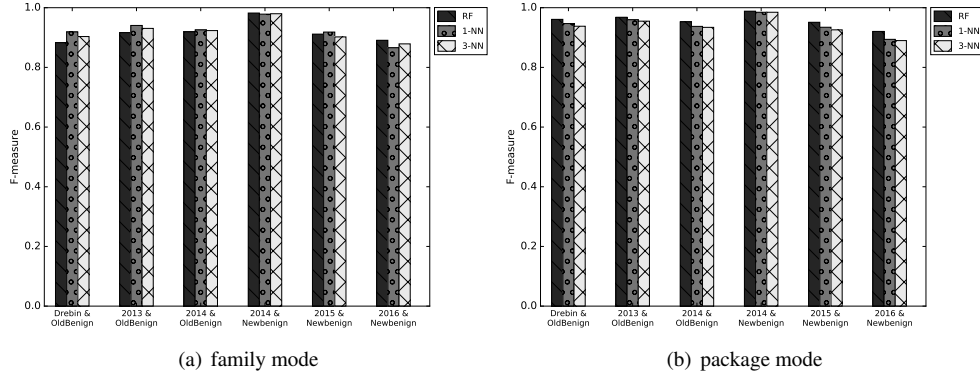 1.0
0.8
0.6
0.4
0.2
0.0
F-measure
Drebin &
OldBenign
2013 &
OldBenign
2014 &
OldBenign
2014 &
Newbenign
2015 &
Newbenign
2016 &
Newbenign
RF
1-NN
3-NN
(a) family mode
1.0
0.8
0.6
0.4
0.2
0.0
F-measure
Drebin &
OldBenign
2013 &
OldBenign
2014 &
OldBenign
2014 &
Newbenign
2015 &
Newbenign
2016 &
Newbenign
RF
1-NN
3-NN
(b) package mode